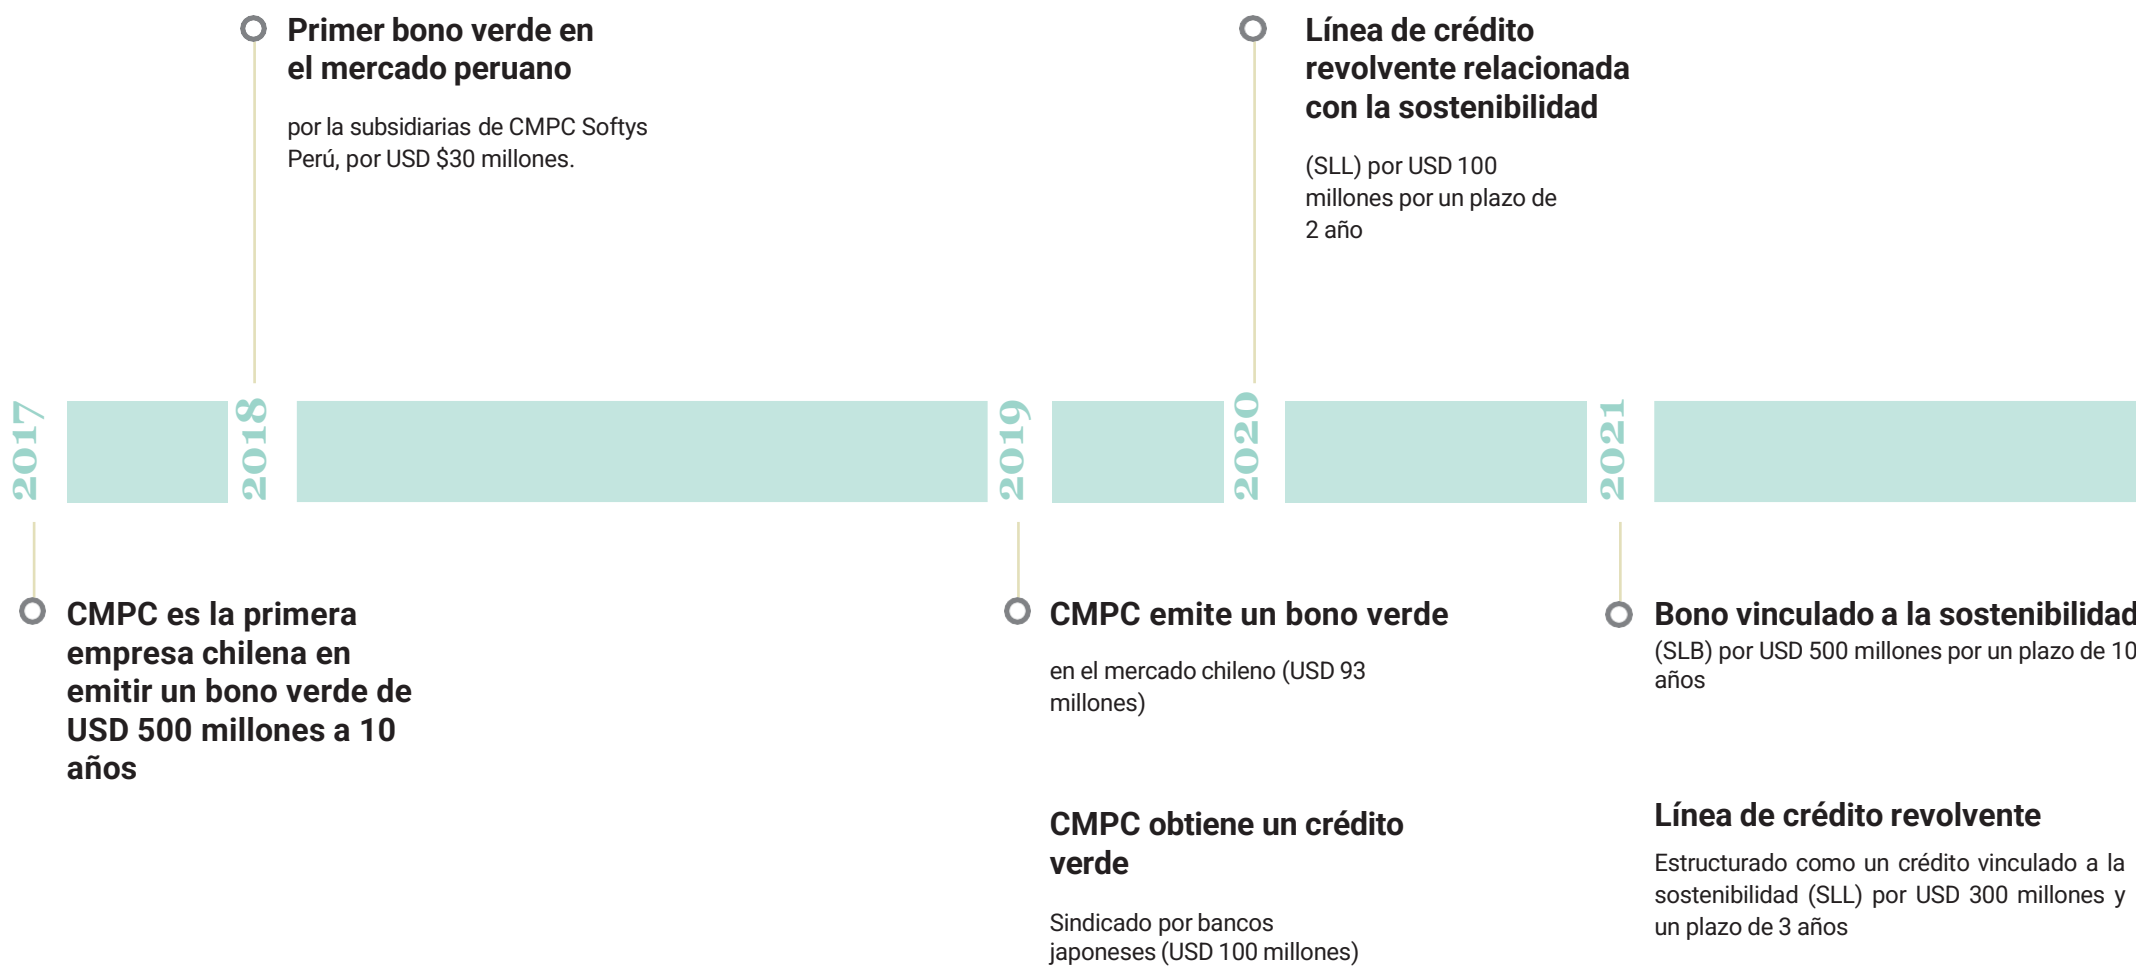 Primer bono verde en
el mercado peruano
por la subsidiarias de CMPC Softys
Perú, por USD $30 millones.
Línea de crédito
revolvente relacionada
con la sostenibilidad
(SLL) por USD 100
millones por un plazo de
2 año
2017
2018
2019
2020
2021
CMPC es la primera
empresa chilena en
emitir un bono verde de
USD 500 millones a 10
años
CMPC emite un bono verde
en el mercado chileno (USD 93
millones)
CMPC obtiene un crédito
verde
Sindicado por bancos
japoneses (USD 100 millones)
Bono vinculado a la sostenibilidad
(SLB) por USD 500 millones por un plazo de 10
años
Línea de crédito revolvente
Estructurado como un crédito vinculado a la
sostenibilidad (SLL) por USD 300 millones y
un plazo de 3 años